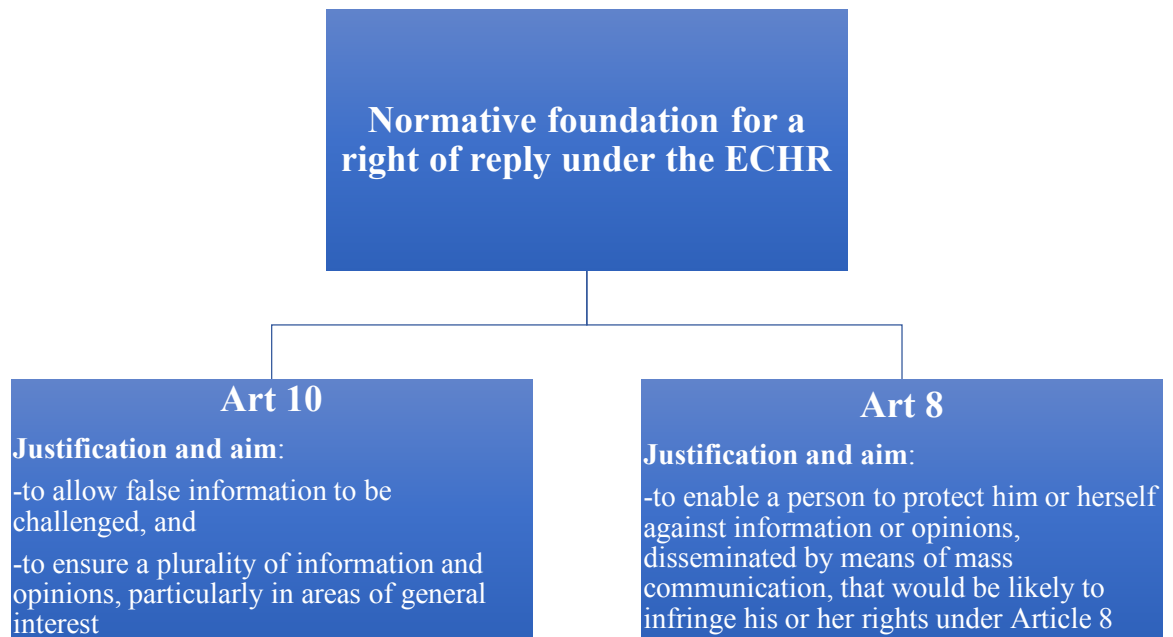 Normative foundation for a
right of reply under the ECHR
Art 10
Justification and aim:
-to allow false information to be
challenged, and
-to ensure a plurality of information and
opinions, particularly in areas of general
interest
Art 8
Justification and aim:
-to enable a person to protect him or herself
against information or opinions,
disseminated by means of mass
communication, that would be likely to
infringe his or her rights under Article 8